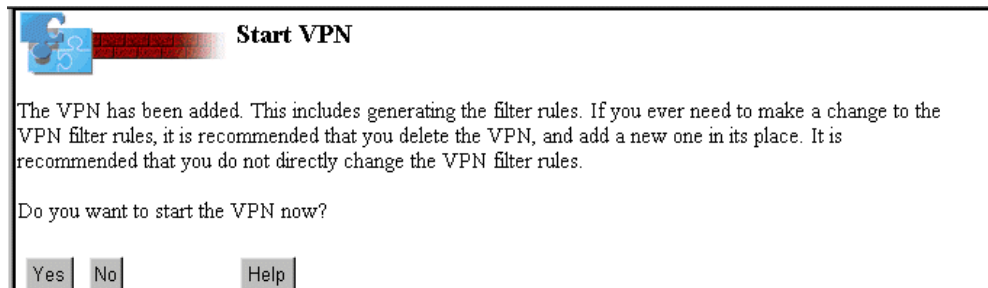 Start VPN
The VPN has been added. This includes generating the filter rules. If you ever need to make a change to the
VPN filter rules, it is recommended that you delete the VPN, and add a new one in its place. It is
recommended that you do not directly change the VPN filter rules.
Do you want to start the VPN now?
Yes No Help